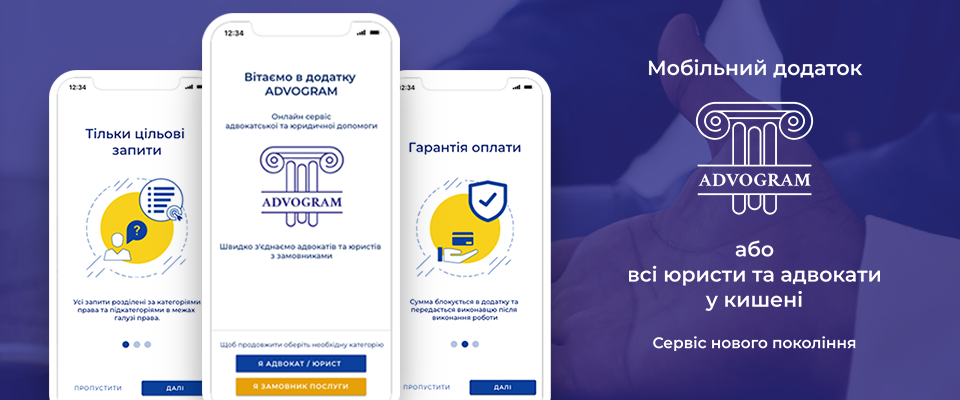 12:34
Тільки цільові
запити
Усі запити розділені за категоріями
права та підкатегоріями в межах
галузі права.
ПРОПУСТИТИ
ДАЛІ
12:34
Вітаємо в додатку
ADVOGRAM
Онлайн сервіс
адвокатської та юридичної допомоги
ADVOGRAM
Швидко з'єднаємо адвокатів та юристів
з замовниками
Щоб продовжити оберіть необхідну категорію
Я АДВОКАТ / ЮРИСТ
Я ЗАМОВНИК ПОСЛУГИ
2:34
Гарантія оплати
Сумма блокується в додатку та
передається виконавцю після
виконання роботи
ПРОПУСТИТИ
ДАЛІ
Мобільний додаток
ADVOGRAM
або
всі юристи та адвокати
у кишені
Сервіс нового покоління